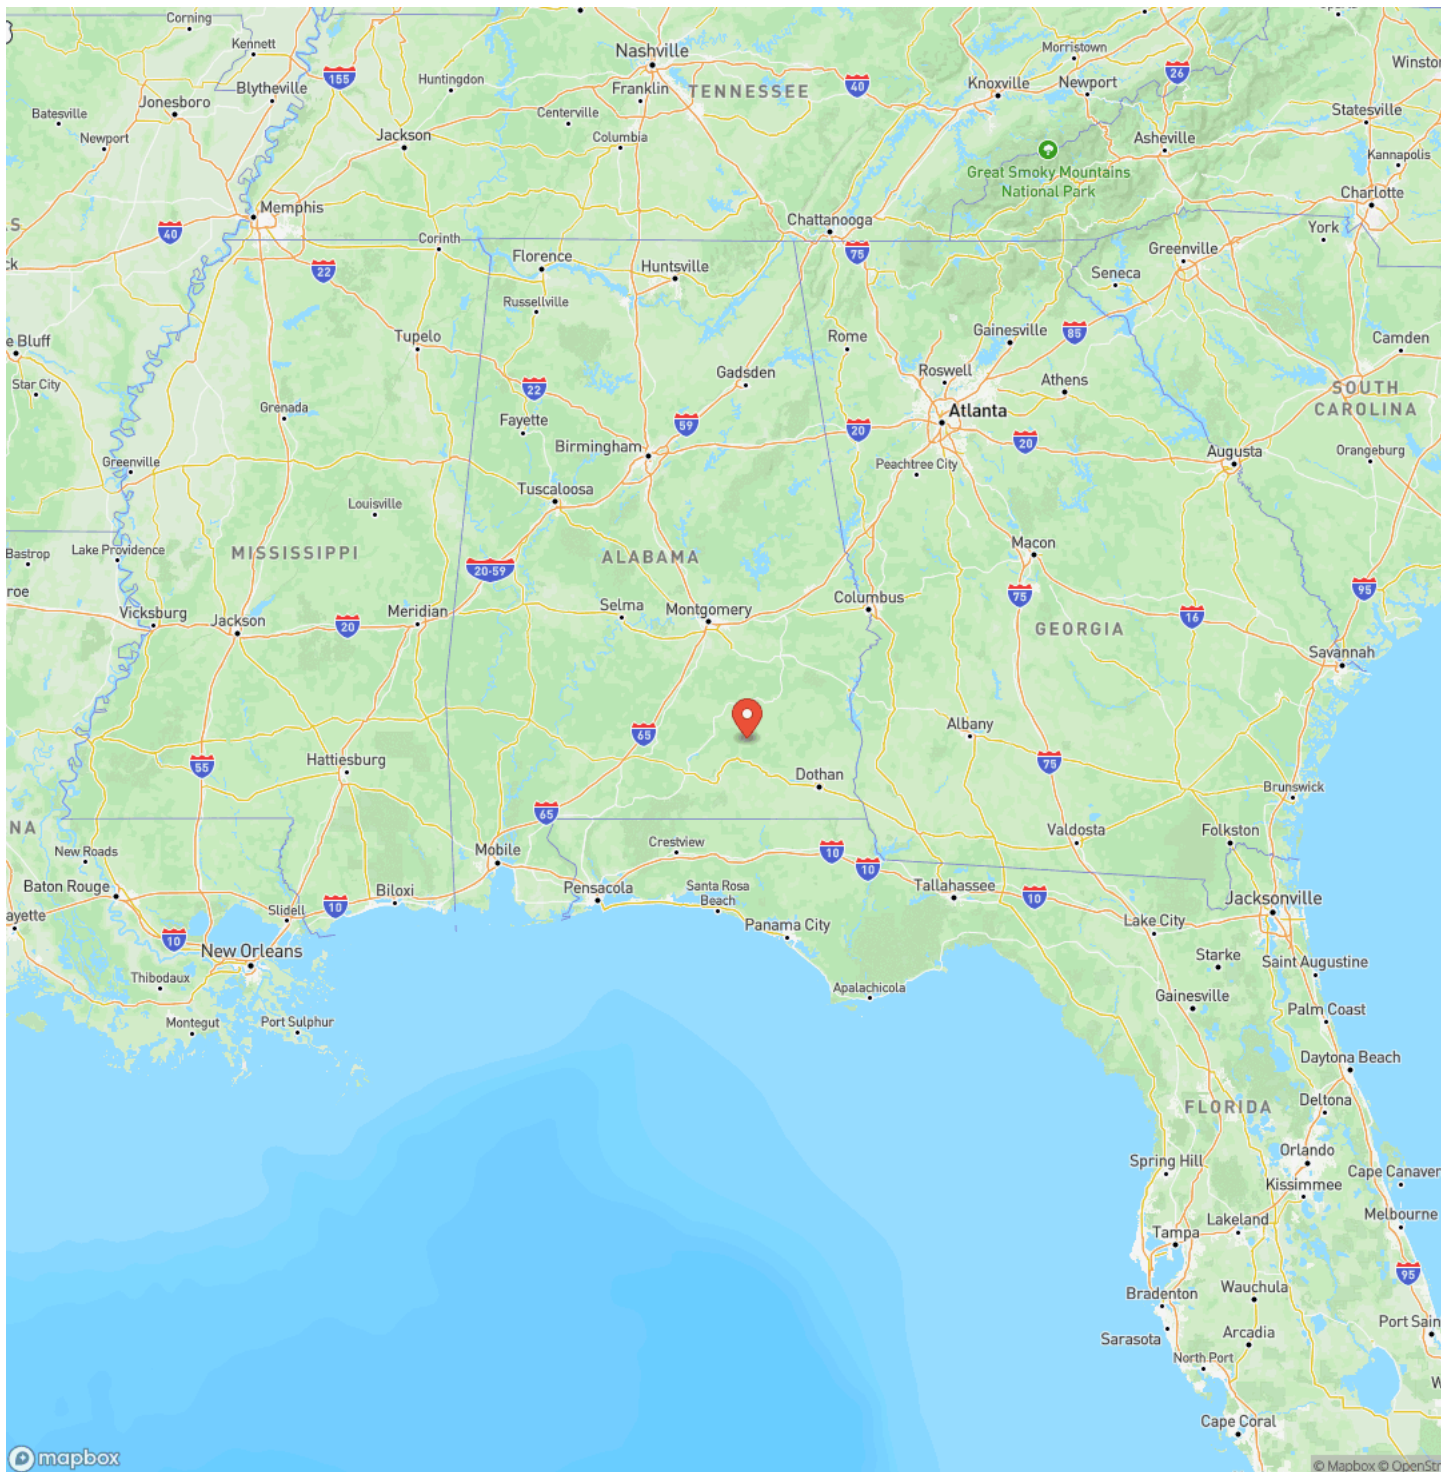 Corning
Kennett
Nashville
Morristown
155
Huntingdon
40
Knoxville
Newport
26
Winston
Blytheville
Franklin
TENNESSEE
Jonesboro
Batesville
Centerville
Statesville
Newport
Jackson
Columbia
Asheville
Kannapolis
Great Smoky Mountains
National Park
Charlotte
Memphis
Chattanooga
S
40
York
Corinth
75
Greenville
ck
22
Florence
Huntsville
Seneca
Russellville
Tupelo
Rome
Gainesville
85
e Bluff
Camden
Star City
Gadsden
Roswell
Athens
22
SOUTH
CAROLINA
Grenada
Fayette
59
20
Atlanta
Birmingham
20
Greenville
Peachtree City
Augusta
Orangeburg
Tuscaloosa
Louisville
Bastrop
Lake Providence
MISSISSIPPI
ALABAMA
Macon
20-59
roe
75
95
Vicksburg
Jackson
20
Meridian
Selma
Montgomery
Columbus
16
GEORGIA
Savannah
65
Albany
55
Hattiesburg
75
Dothan
Brunswick
65
NA
Valdosta
Folkston
New Roads
Mobile
Crestview
10
10
Baton Rouge
Biloxi
Pensacola
Santa Rosa
Beach
Tallahassee
10
Jacksonville
ayette
Slidell
10
Panama City
Lake City
10
New Orleans
Starke
Saint Augustine
Thibodaux
Apalachicola
Gainesville
Palm Coast
Montegut
Port Sulphur
Daytona Beach
FLORIDA
Deltona
Orlando
Spring Hill
Cape Canaver
Kissimmee
Lakeland
Melbourne
Tampa
95
Bradenton
Wauchula
Port Sain
Sarasota
Arcadia
North Port
W
Cape Coral
mapbox
© Mapbox © OpenStr